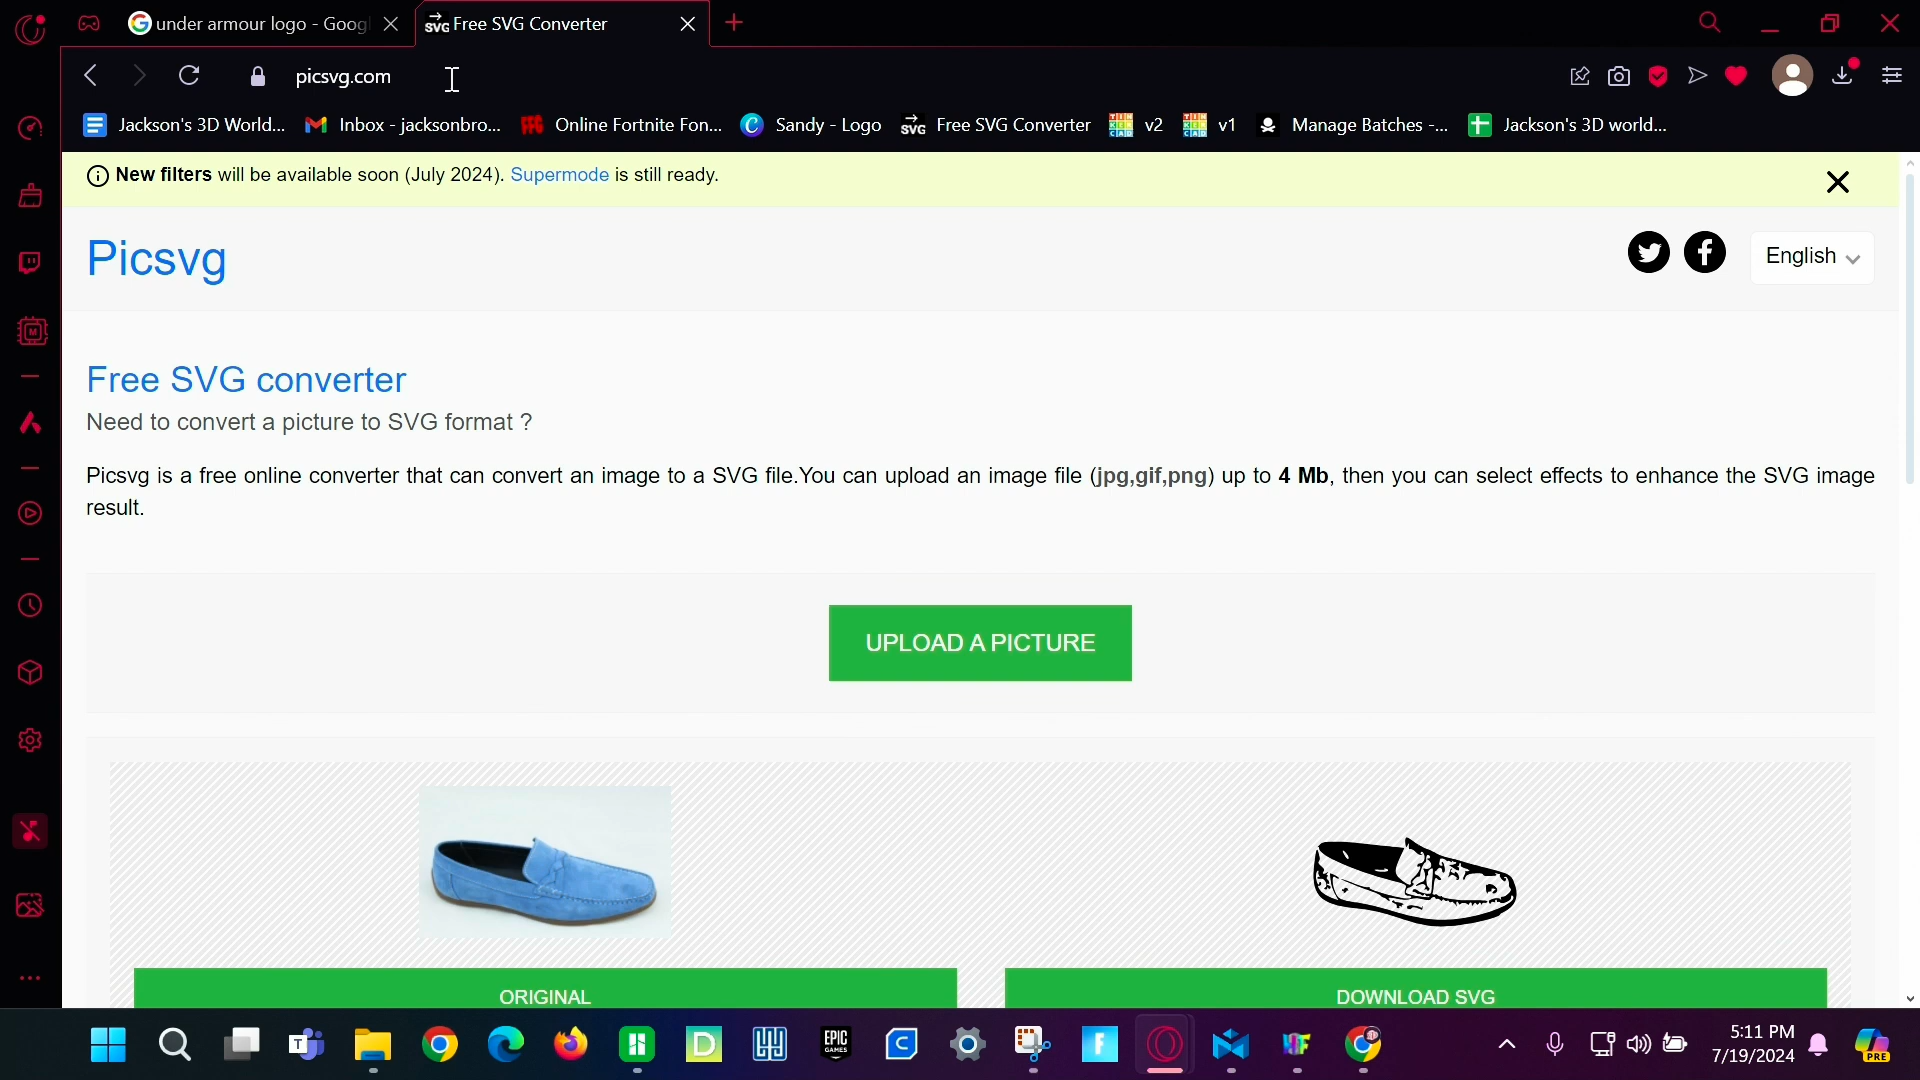 under armour logo - Goog
SVG Free SVG Converter
picsvg.com
Jackson's 3D World...
Inbox - jacksonbro...
Online Fortnite Fon...
Sandy - Logo
SVG Free SVG Converter
v2
v1
Manage Batches -...
Jackson's 3D world...
New filters will be available soon (July 2024). Supermode is still ready.
Picsvg
English
Free SVG converter
Need to convert a picture to SVG format ?
Picsvg is a free online converter that can convert an image to a SVG file.You can upload an image file (jpg,gif,png) up to 4 Mb, then you can select effects to enhance the SVG image
result.
UPLOAD A PICTURE
ORIGINAL
DOWNLOAD SVG
EPIC
GAMES
5:11 PM
7/19/2024
PRE